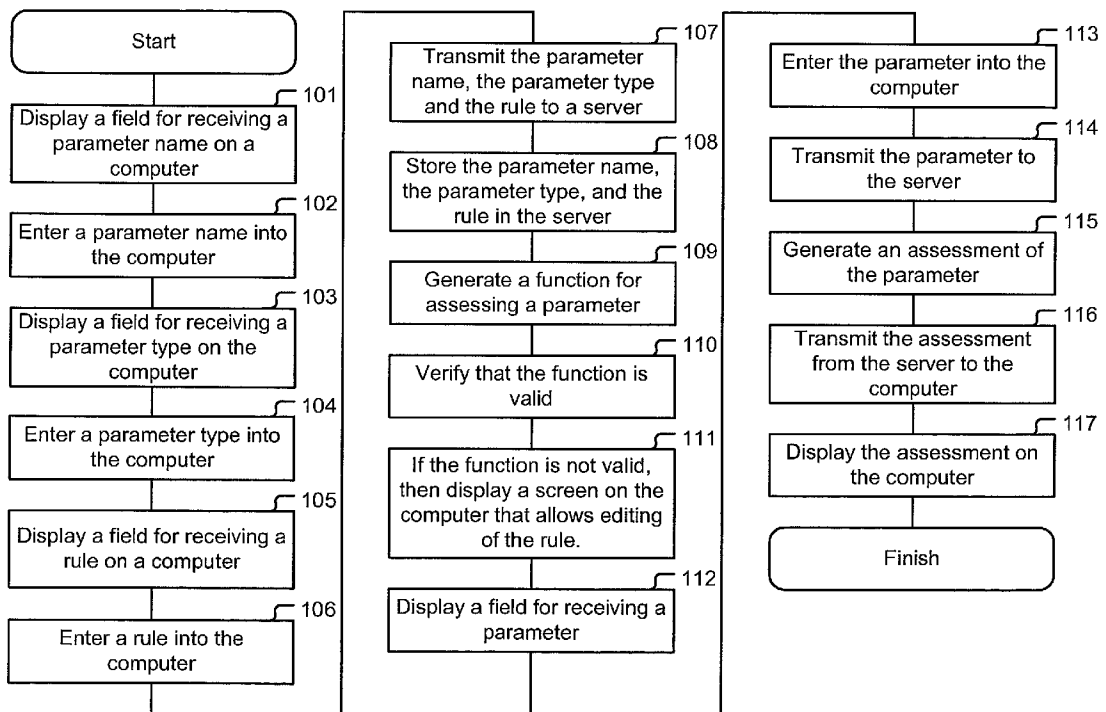 Start
101
Display a field for receiving a
parameter name on a
computer
102
Enter a parameter name into
the computer
103
Display a field for receiving a
parameter type on the
computer
104
Enter a parameter type into
the computer
105
Display a field for receiving a
rule on a computer
106
Enter a rule into the
computer
107
Transmit the parameter
name, the parameter type
and the rule to a server
108
Store the parameter name,
the parameter type, and the
rule in the server
109
Generate a function for
assessing a parameter
110
Verify that the function is
valid
111
If the function is not valid,
then display a screen on the
computer that allows editing
of the rule.
112
Display a field for receiving a
parameter
113
Enter the parameter into the
computer
114
Transmit the parameter to
the server
115
Generate an assessment of
the parameter
116
Transmit the assessment
from the server to the
computer
117
Display the assessment on
the computer
Finish